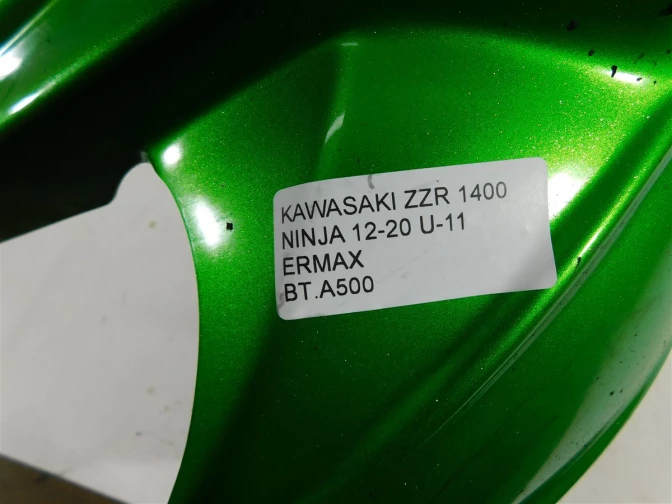 KAWASAKI ZZR 1400
NINJA 12-20 U-11
ERMAX
BT.A500